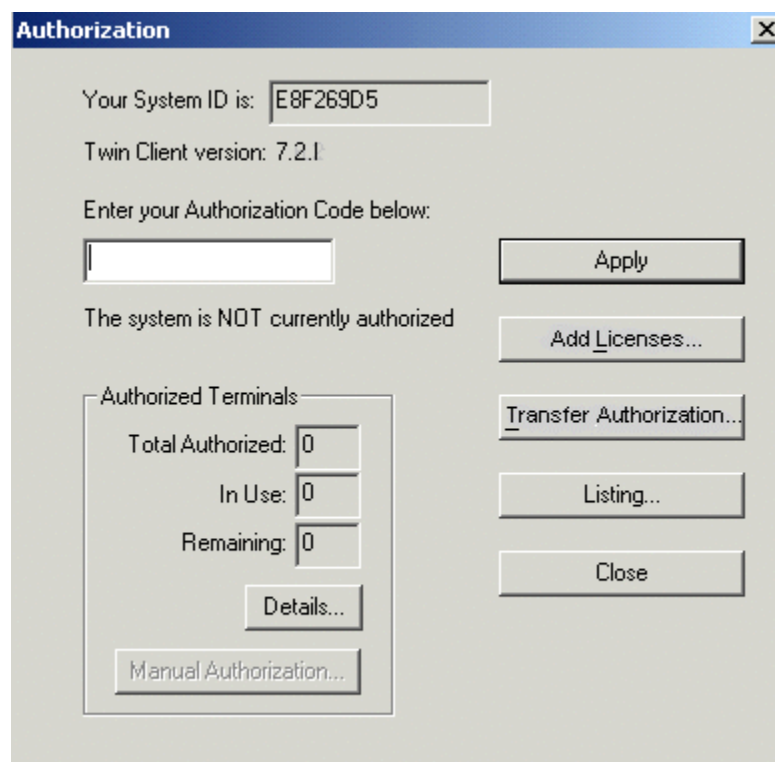 Authorization
Your System ID is: E8F269D5
Twin Client version: 7.2.
Enter your Authorization Code below:
Apply
The system is NOT currently authorized
Add Licenses...
Authorized Terminals
Transfer Authorization...
Total Authorized: 0
In Use: 0
Listing...
Remaining: 0
Close
Details...
Manual Authorization...